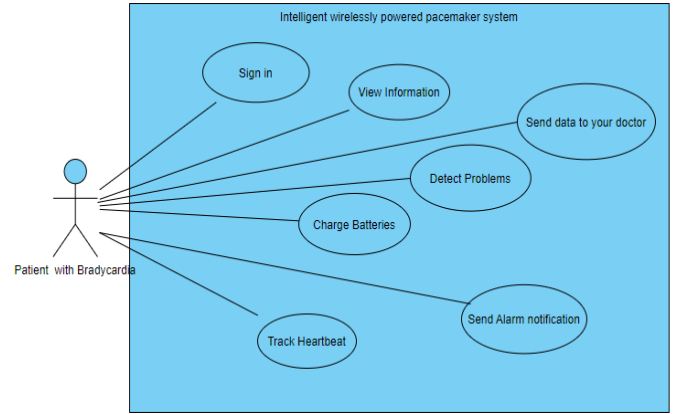 Intelligent wirelessly powered pacemaker system
Sign in
View Information
Send data to your doctor
Detect Problems
Charge Batteries
Patient with Bradycardia
Send Alarm notification
Track Heartbeat